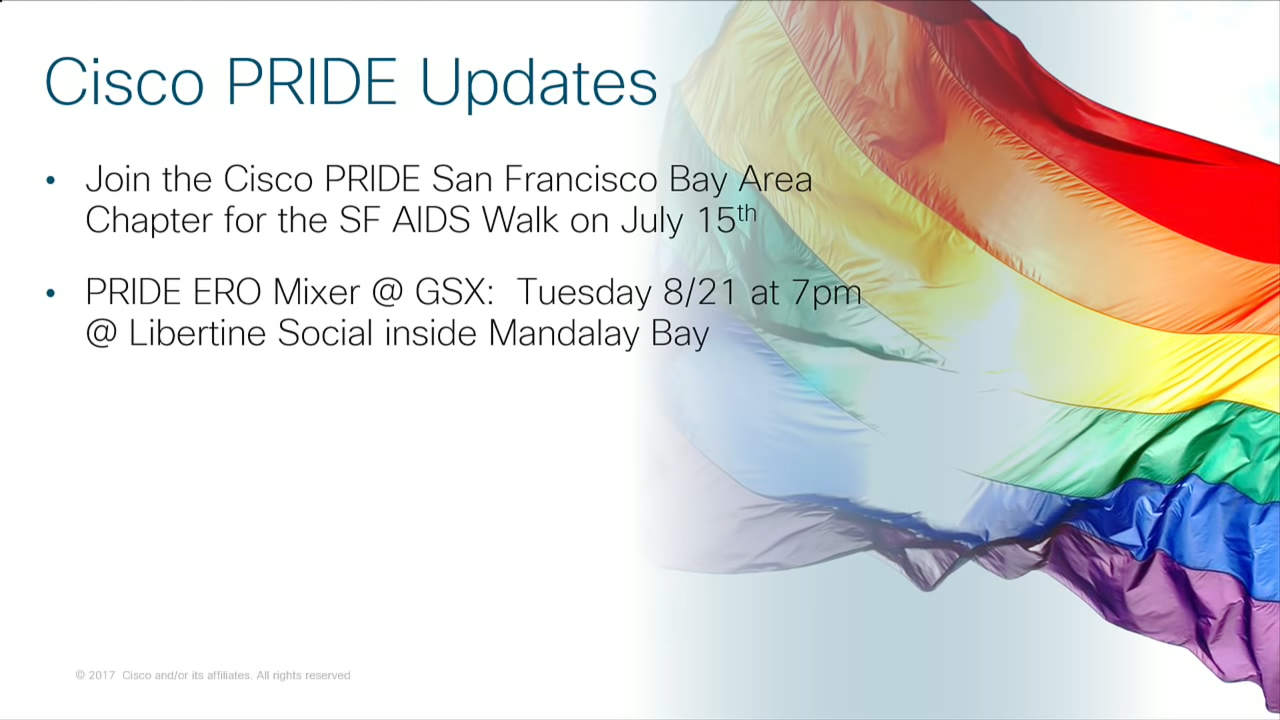 Cisco PRIDE Updates
• Join the Cisco PRIDE San Francisco Bay Area
Chapter for the SF AIDS Walk on July 15th
• PRIDE ERO Mixer @ GSX:  Tuesday 8/21 at 7pm
@ Libertine Social inside Mandalay Bay
© 2017  Cisco and/or its affiliates. All rights reserved